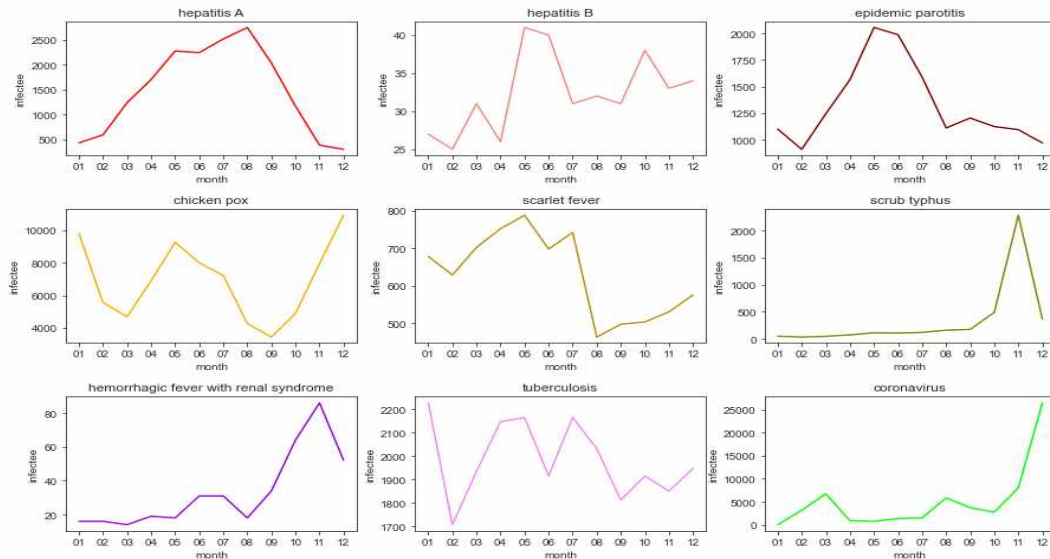 hepatitis A
2500
2000
1500
1000
500
infectee
01 02 03 04 05 06 07 08 09 10 11 12
month
hepatitis B
40
35
30
25
infectee
01 02 03 04 05 06 07 08 09 10 11 12
month
epidemic parotitis
2000
1750
1500
1250
1000
infectee
01 02 03 04 05 06 07 08 09 10 11 12
month
chicken pox
10000
8000
6000
4000
infectee
01 02 03 04 05 06 07 08 09 10 11 12
month
scarlet fever
800
700
600
500
infectee
01 02 03 04 05 06 07 08 09 10 11 12
month
scrub typhus
2000
1500
1000
500
0
infectee
01 02 03 04 05 06 07 08 09 10 11 12
month
hemorrhagic fever with renal syndrome
80
60
40
20
infectee
01 02 03 04 05 06 07 08 09 10 11 12
month
tuberculosis
2200
2100
2000
1900
1800
1700
infectee
01 02 03 04 05 06 07 08 09 10 11 12
month
coronavirus
25000
20000
15000
10000
5000
0
infectee
01 02 03 04 05 06 07 08 09 10 11 12
month